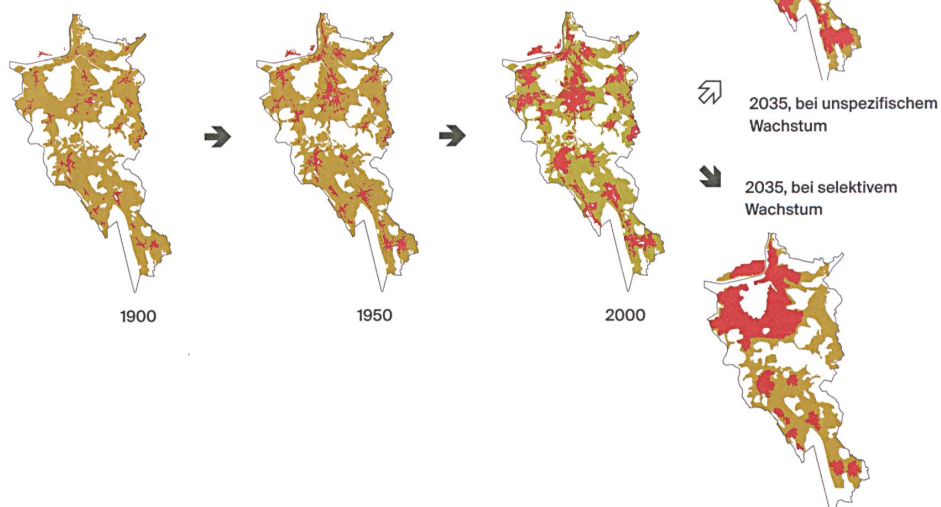 2035, bei unspezifischem
Wachstum
2035, bei selektivem
Wachstum
1900
1950
2000